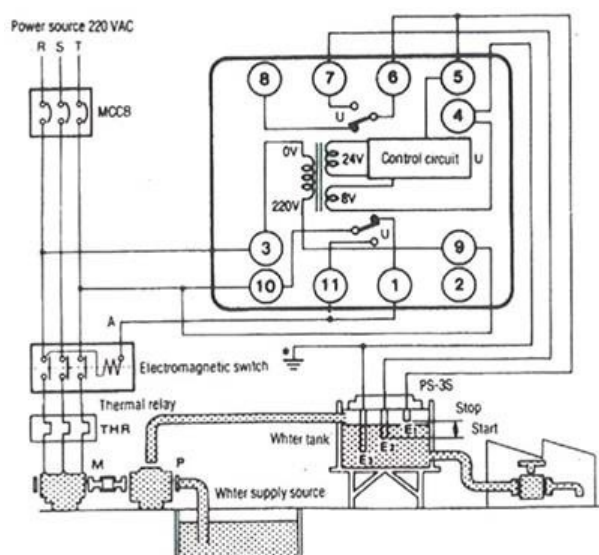 Power source 220 VAC
R S T
MCCB
8 7 6 5
4
U
0V
24V
Control circuit U
220V
8V
3
U
9
10 11 1 2
A
Electromagnetic switch
PS-3S
Thermal relay
Stop
THR
Start
Whter tank
E1
E2
E3
M P
Whter supply source